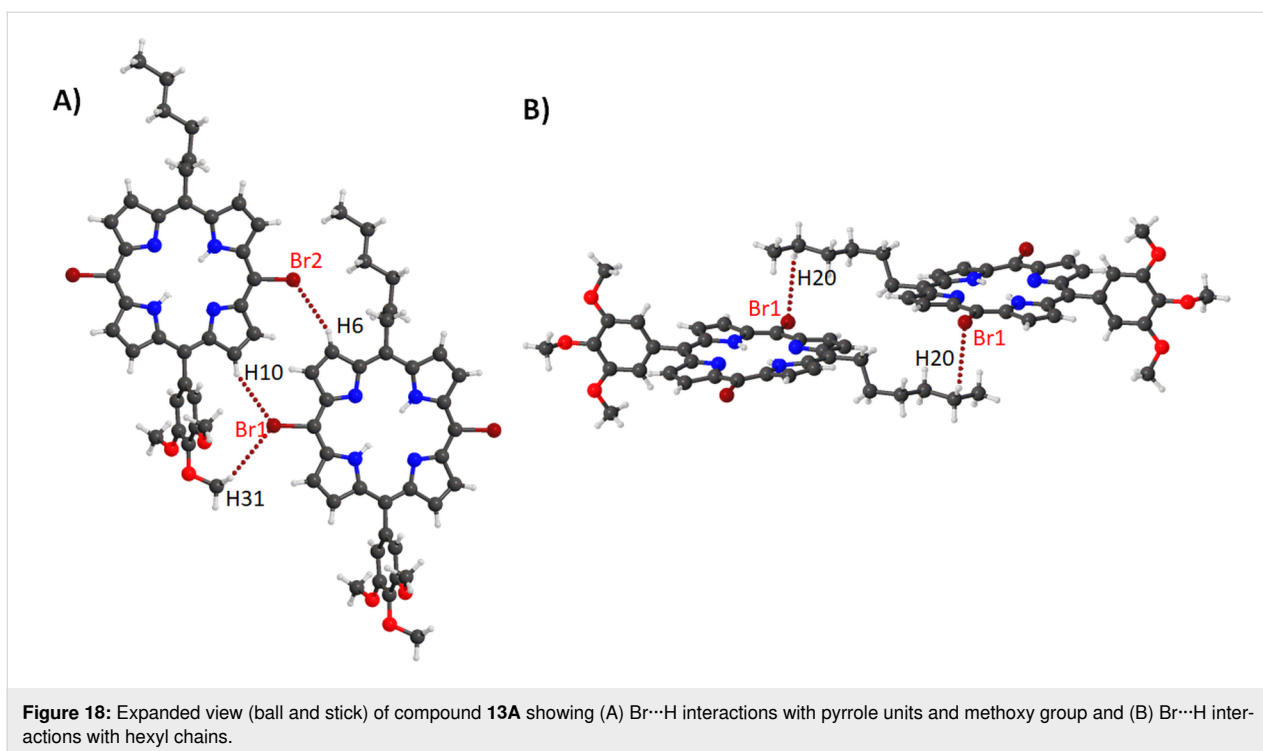 A)
B)
Br2
H6
H10
Br1
H31
H20
Br1
Br1
H20
Figure 18: Expanded view (ball and stick) of compound 13A showing (A) Br···H interactions with pyrrole units and methoxy group and (B) Br···H inter-
actions with hexyl chains.